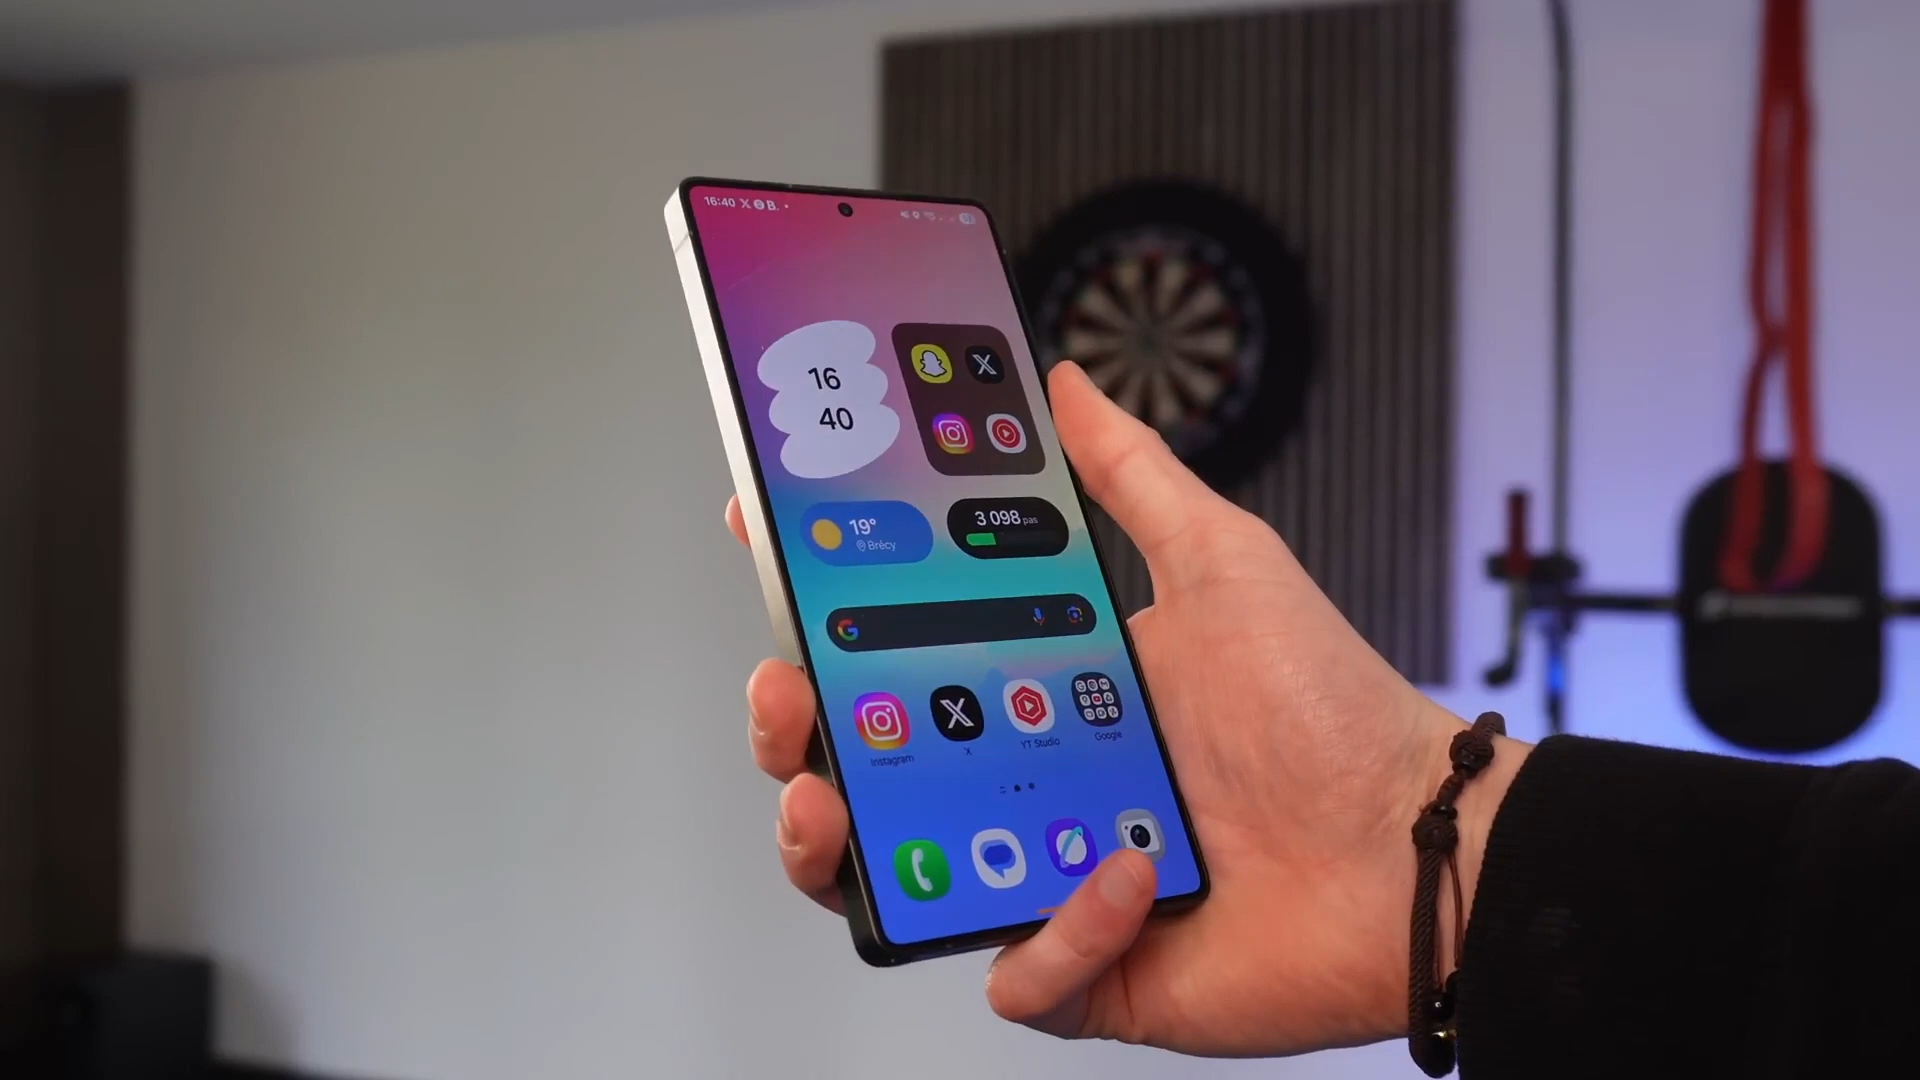 16:40 X B.
16
40
19°
Brécy
3 098 pas
Instagram
X
YT Studio
Google